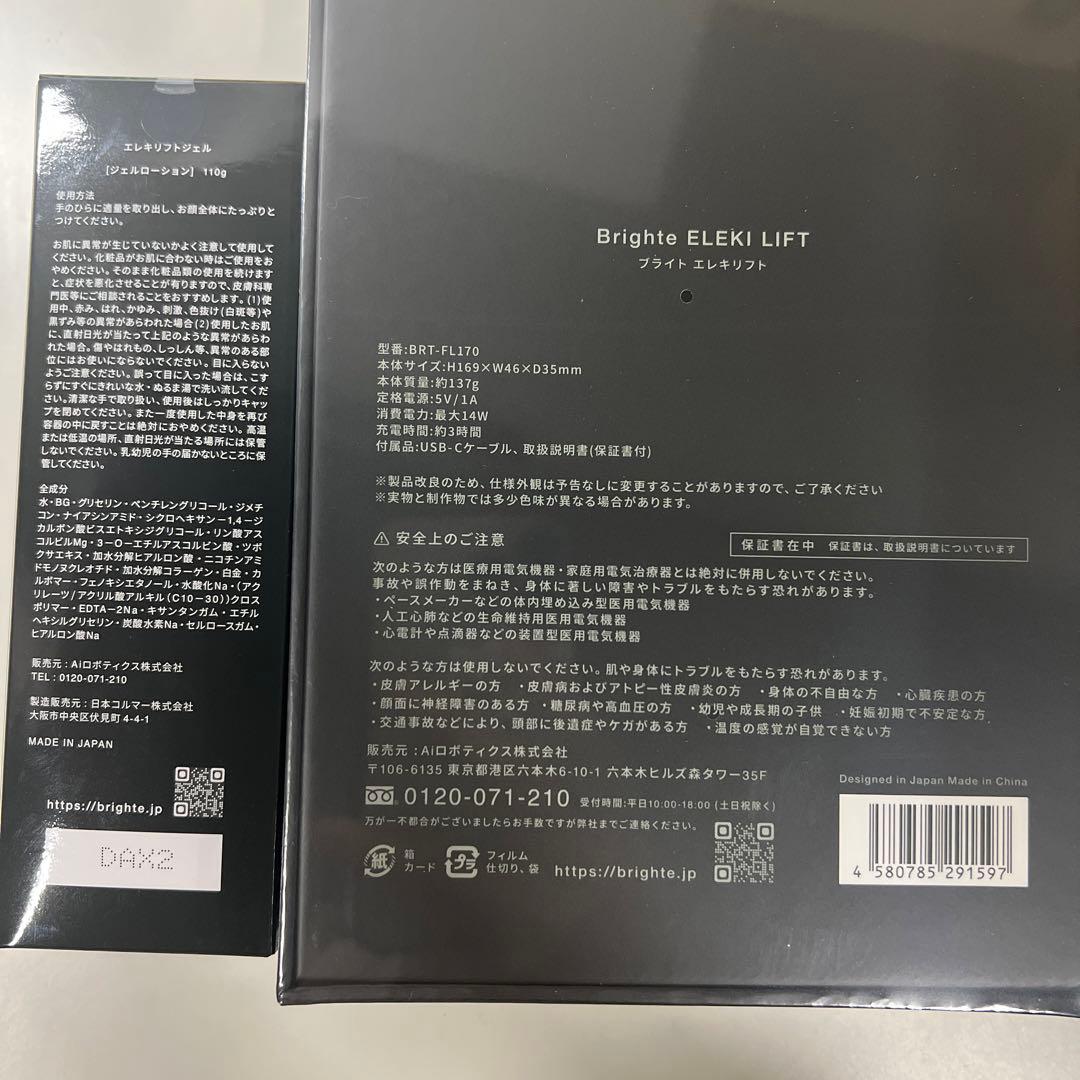 エレキリフトジェル
[ジェルローション] 110g
使用方法
手のひらに適量を取り出し、お顔全体にたっぷりと
つけてください。
お肌に異常が生じていないかよく注意して使用して
ください。化粧品がお肌に合わない時はご使用をお
やめください。そのまま化粧品類の使用を続けます
と、症状を悪化させることが有りますので、皮膚科専
門医等にご相談されることをおすすめします。(1)使
用中、赤み、はれ、かゆみ、刺激、色抜け(白斑等)や
黒ずみ等の異常があらわれた場合(2)使用したお肌
に、直射日光が当たって上記のような異常があらわ
れた場合。傷やはれもの、しっしん等、異常のある部
位にはお使いにならないでください。目に入らない
ようご注意ください。誤って目に入った場合は、こす
らずにすぐにきれいな水・ぬるま湯で洗い流してくだ
さい。清潔な手で取り扱い、使用後はしっかりキャッ
プを閉めてください。また一度使用した中身を再び
容器の中に戻すことは絶対におやめください。高温
または低温の場所、直射日光が当たる場所には保管
しないでください。乳幼児の手の届かないところに保
管してください。
全成分
水・BG・グリセリン・ペンチレングリコール・ジメチ
コン・ナイアシンアミド・シクロヘキサン－1,4－ジ
カルボン酸ビスエトキシジグリコール・リン酸アス
コルビルMg・3－O－エチルアスコルビン酸・ツボ
クサエキス・加水分解ヒアルロン酸・ニコチンアミ
ドモノヌクレオチド・加水分解コラーゲン・白金・カ
ルボマー・フェノキシエタノール・水酸化Na・(アク
リレーツ/アクリル酸アルキル(C10－30))クロス
ポリマー・EDTA－2Na・キサンタンガム・エチル
ヘキシルグリセリン・炭酸水素Na・セルロースガム・
ヒアルロン酸Na
販売元：Aiロボティクス株式会社
TEL：0120-071-210
製造販売元：日本コルマー株式会社
大阪市中央区伏見町4-4-1
MADE IN JAPAN
https://brighte.jp
DAX2
Brighte ELEKI LIFT
ブライト エレキリフト
型番:BRT-FL170
本体サイズ:H169×W46×D35mm
本体質量:約137g
定格電源:5V/1A
消費電力:最大14W
充電時間:約3時間
付属品:USB-Cケーブル、取扱説明書(保証書付)
※製品改良のため、仕様外観は予告なしに変更することがありますので、ご了承ください
※実物と制作物では多少色味が異なる場合があります。
⚠ 安全上のご注意
保証書在中 保証書は、取扱説明書についています
次のような方は医療用電気機器・家庭用電気治療器とは絶対に併用しないでください。
事故や誤作動をまねき、身体に著しい障害やトラブルをもたらす恐れがあります。
・ペースメーカーなどの体内埋め込み型医用電気機器
・人工心肺などの生命維持用医用電気機器
・心電計や点滴器などの装置型医用電気機器
次のような方は使用しないでください。肌や身体にトラブルをもたらす恐れがあります。
・皮膚アレルギーの方 ・皮膚病およびアトピー性皮膚炎の方 ・身体の不自由な方 ・心臓疾患の方
・顔面に神経障害のある方 ・糖尿病や高血圧の方 ・幼児や成長期の子供 ・妊娠初期で不安定な方
・交通事故などにより、頭部に後遺症やケガがある方 ・温度の感覚が自覚できない方
販売元：Aiロボティクス株式会社
〒106-6135 東京都港区六本木6-10-1 六本木ヒルズ森タワー35F
0120-071-210 受付時間:平日10:00-18:00 (土日祝除く)
万が一不都合がございましたらお手数ですが弊社までご連絡ください。
紙 箱 カード プラ フィルム 仕切り、袋 https://brighte.jp
Designed in Japan Made in China
4 580785 291597